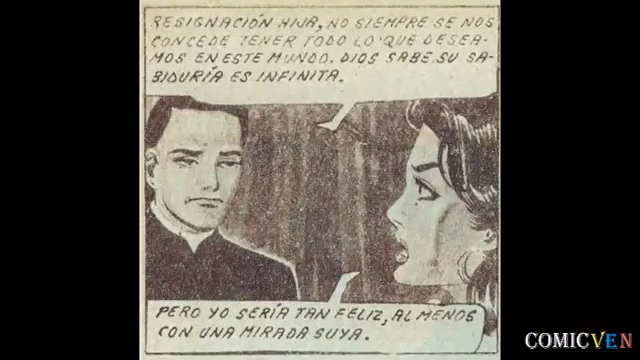 RESIGNACIÓN HIJA, NO SIEMPRE SE NOS
CONCEDE TENER TODO LO QUE DESEA-
MOS EN ESTE MUNDO. DIOS SABE. SU SA-
BIDURÍA ES INFINITA.
PERO YO SERÍA TAN FELIZ, AL MENOS
CON UNA MIRADA SUYA.
COMICVEN